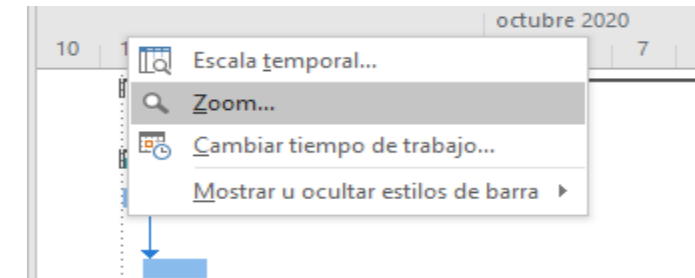 octubre 2020
10
7
Escala temporal...
Zoom...
Cambiar tiempo de trabajo...
Mostrar u ocultar estilos de barra